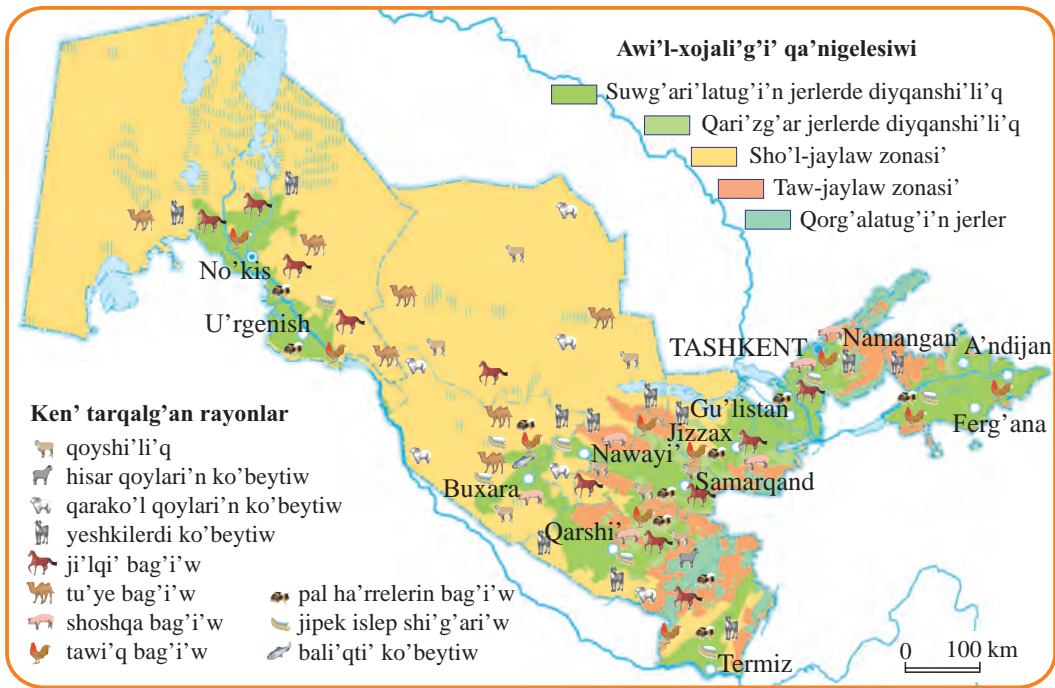 Awi'l-xojali'g'i' qa'nigelesiwi
Suwg'ari'latug'i'n jerlerde diyqanshi'li'q
Qari'zg'ar jerlerde diyqanshi'li'q
Sho'l-jaylaw zonasi'
Taw-jaylaw zonasi'
Qorg'alatug'i'n jerler
No'kis
U'rgenish
TASHKENT
Namangan
A'ndijan
Ferg'ana
Gu'listan
Jizzax
Nawayi'
Samarqand
Buxara
Qarshi'
Termiz
Ken' tarqalg'an rayonlar
qoyshi'li'q
hisar qoylari'n ko'beytiw
qarako'l qoylari'n ko'beytiw
yeshkilerdi ko'beytiw
ji'lqi' bag'i'w
tu'ye bag'i'w
shoshqa bag'i'w
tawi'q bag'i'w
pal ha'rrelerin bag'i'w
jipek islep shi'g'ari'w
bali'qti' ko'beytiw
0 100 km